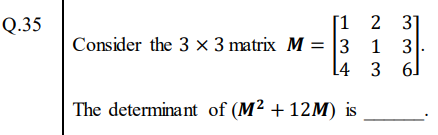 Q.35
Consider the 3 × 3 matrix M = [1 2 3
3 1 3
4 3 6].
The determinant of (M² + 12M) is ________.